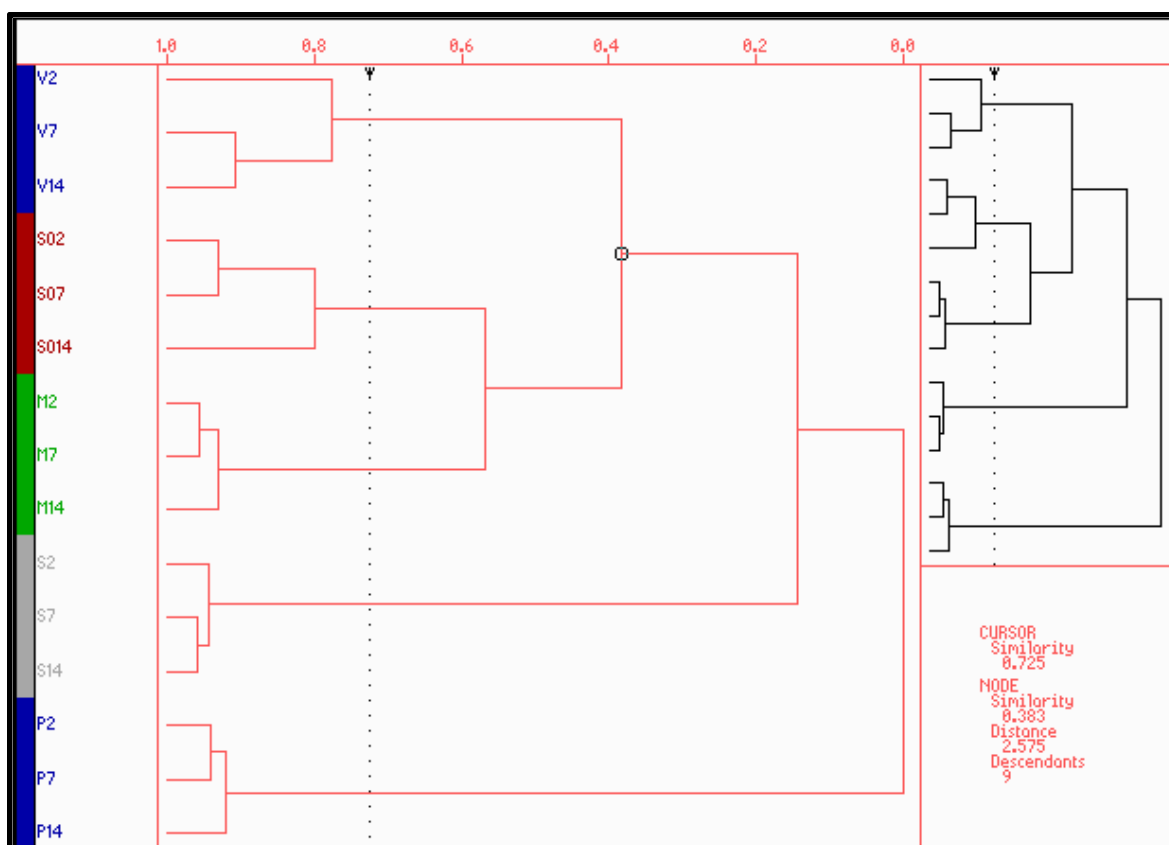 1.0 0.8 0.6 0.4 0.2 0.0
V2
V7
V14
S02
S07
S014
M2
M7
M14
S2
S7
S14
P2
P7
P14
CURSOR
Similarity
0.725
NODE
Similarity
0.383
Distance
2.575
Descendants
9